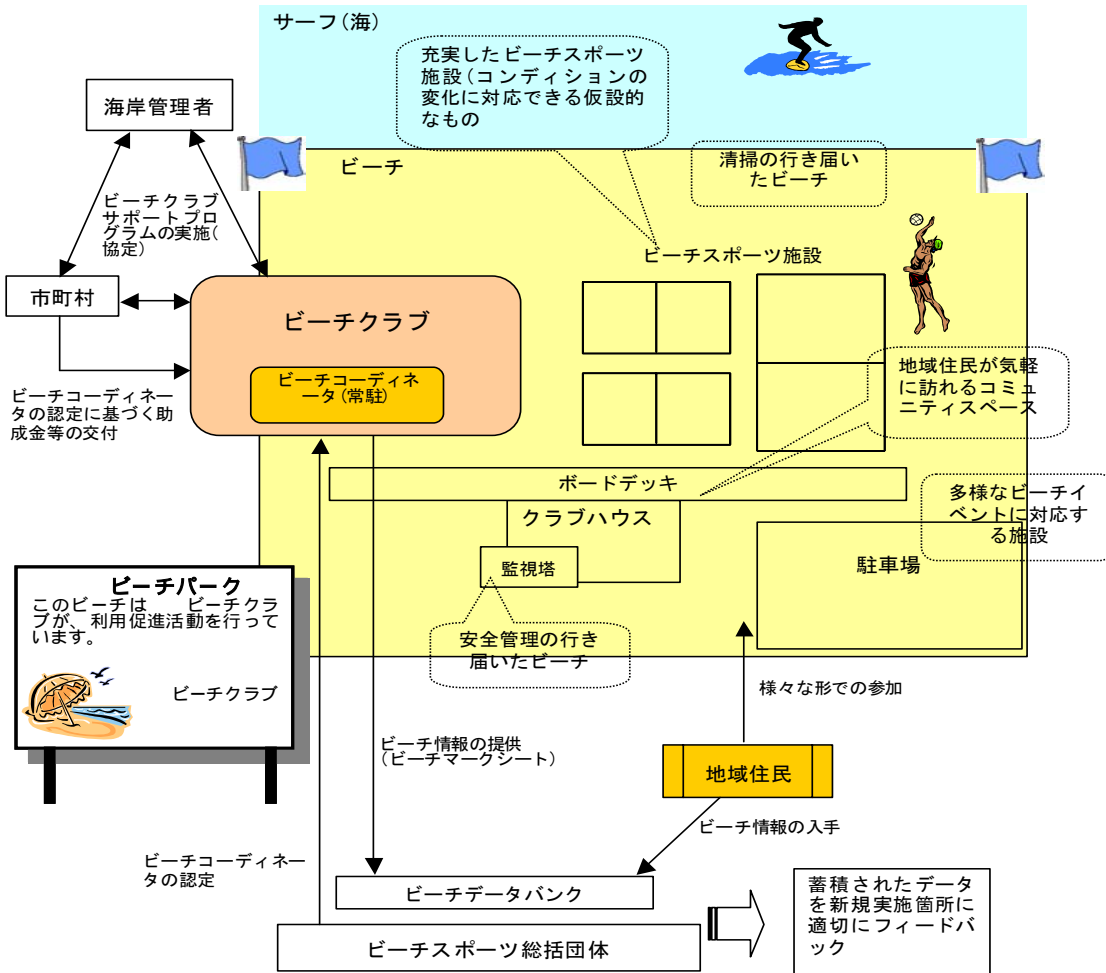 サーフ(海)
充実したビーチスポーツ
施設(コンディションの
変化に対応できる仮設的
なもの
海岸管理者
ビーチ
清掃の行き届い
たビーチ
ビーチクラブ
サポートプロ
グラムの実施(
協定)
ビーチスポーツ施設
市町村
ビーチクラブ
ビーチコーディネ
ータ(常駐)
地域住民が気軽
に訪れるコミュ
ニティスペース
ビーチコーディネー
タの認定に基づく助
成金等の交付
ボードデッキ
クラブハウス
多様なビーチイ
ベントに対応す
る施設
監視塔
駐車場
ビーチパーク
このビーチは　　ビーチクラ
ブが、利用促進活動を行って
います。
ビーチクラブ
安全管理の行き
届いたビーチ
様々な形での参加
ビーチ情報の提供
(ビーチマークシート)
地域住民
ビーチ情報の入手
ビーチコーディネー
タの認定
ビーチデータバンク
ビーチスポーツ総括団体
蓄積されたデータ
を新規実施箇所に
適切にフィードバ
ック